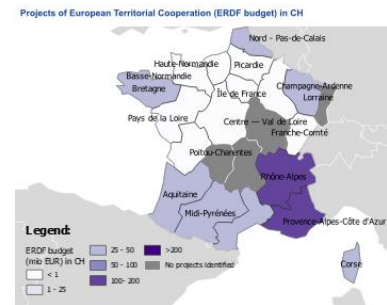 Projects of European Territorial Cooperation (ERDF budget) in CH
Nord - Pas-de-Calais
Haute-Normandie
Picardie
Basse-Normandie
Bretagne
Île de France
Champagne-Ardenne
Lorraine
Pays de la Loire
Centre — Val de Loire
Franche-Comté
Poitou-Charentes
Rhône-Alpes
Aquitaine
Midi-Pyrénées
Provence-Alpes-Côte d'Azur
Corse
Legend:
ERDF budget
(mio EUR) in CH
< 1
1 - 25
25 - 50
50 - 100
100- 200
>200
No projects identified